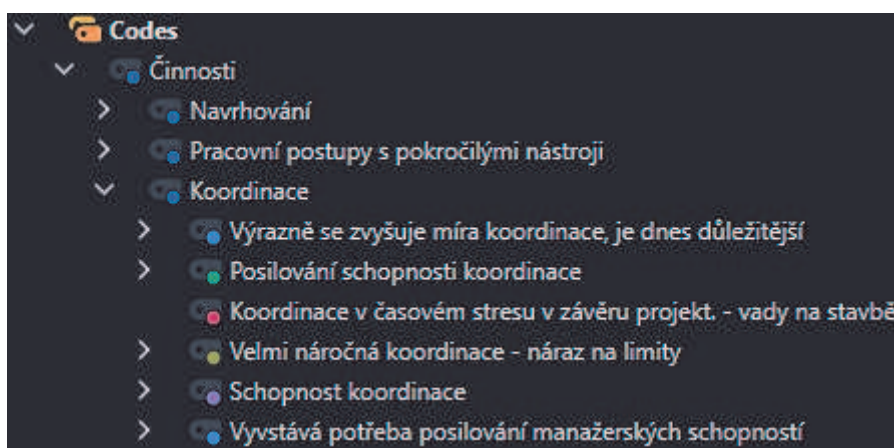 Codes
Činnosti
Navrhování
Pracovní postupy s pokročilými nástroji
Koordinace
Výrazně se zvyšuje míra koordinace, je dnes důležitější
Posilování schopnosti koordinace
Koordinace v časovém stresu v závěru projekt. - vady na stavbě
Velmi náročná koordinace - náraz na limity
Schopnost koordinace
Vyvstává potřeba posilování manažerských schopností